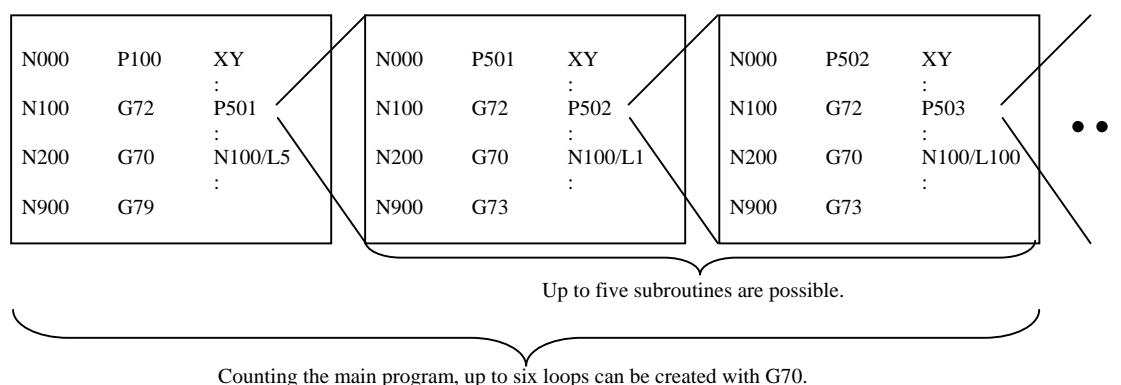 N000 P100 XY
:
N100 G72 P501
:
N200 G70 N100/L5
:
N900 G79
N000 P501 XY
:
N100 G72 P502
:
N200 G70 N100/L1
:
N900 G73
N000 P502 XY
:
N100 G72 P503
:
N200 G70 N100/L100
:
N900 G73
Up to five subroutines are possible.
Counting the main program, up to six loops can be created with G70.